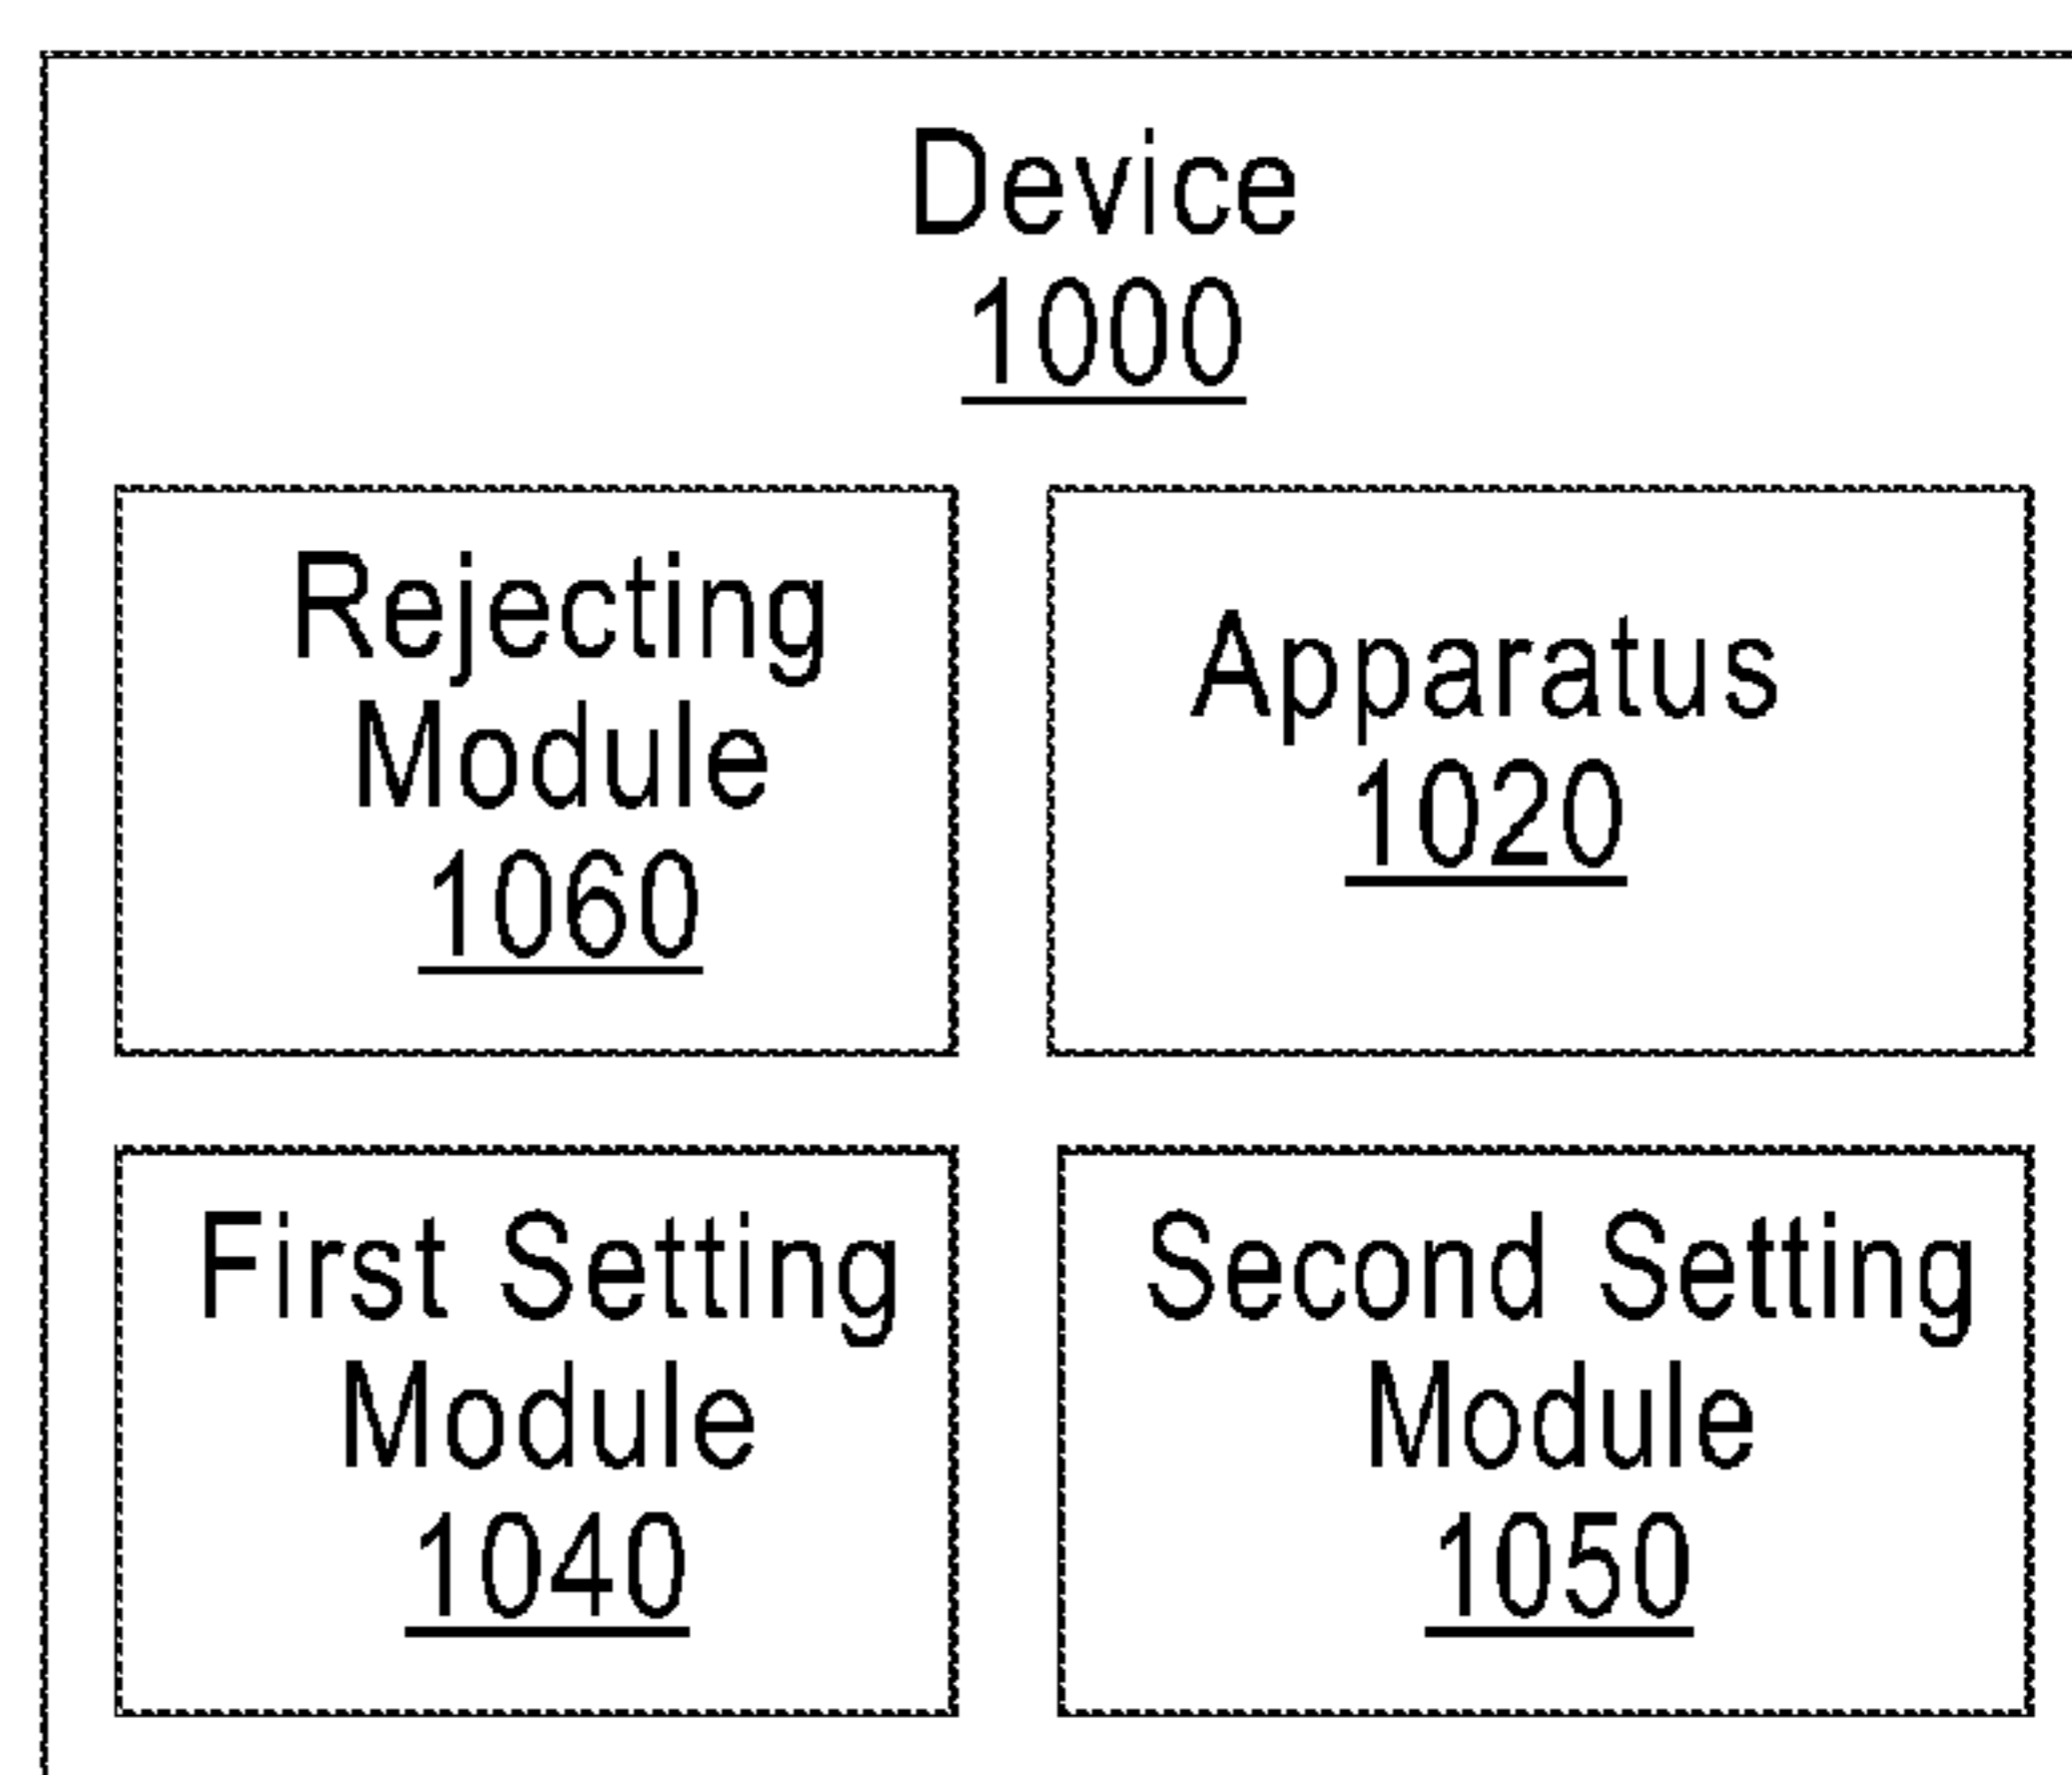 Device
1000
Rejecting
Module
1060
Apparatus
1020
First Setting
Module
1040
Second Setting
Module
1050